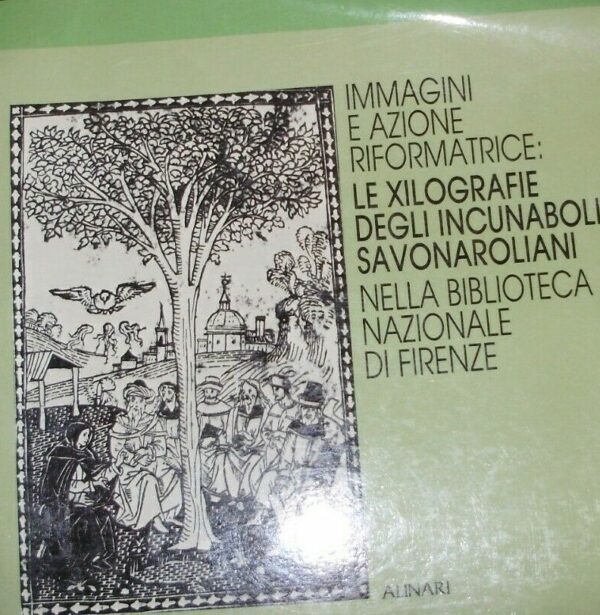 IMMAGINI
E AZIONE
RIFORMATRICE:
LE XILOGRAFIE
DEGLI INCUNABOLI
SAVONAROLIANI
NELLA BIBLIOTECA
NAZIONALE
DI FIRENZE
ALINARI